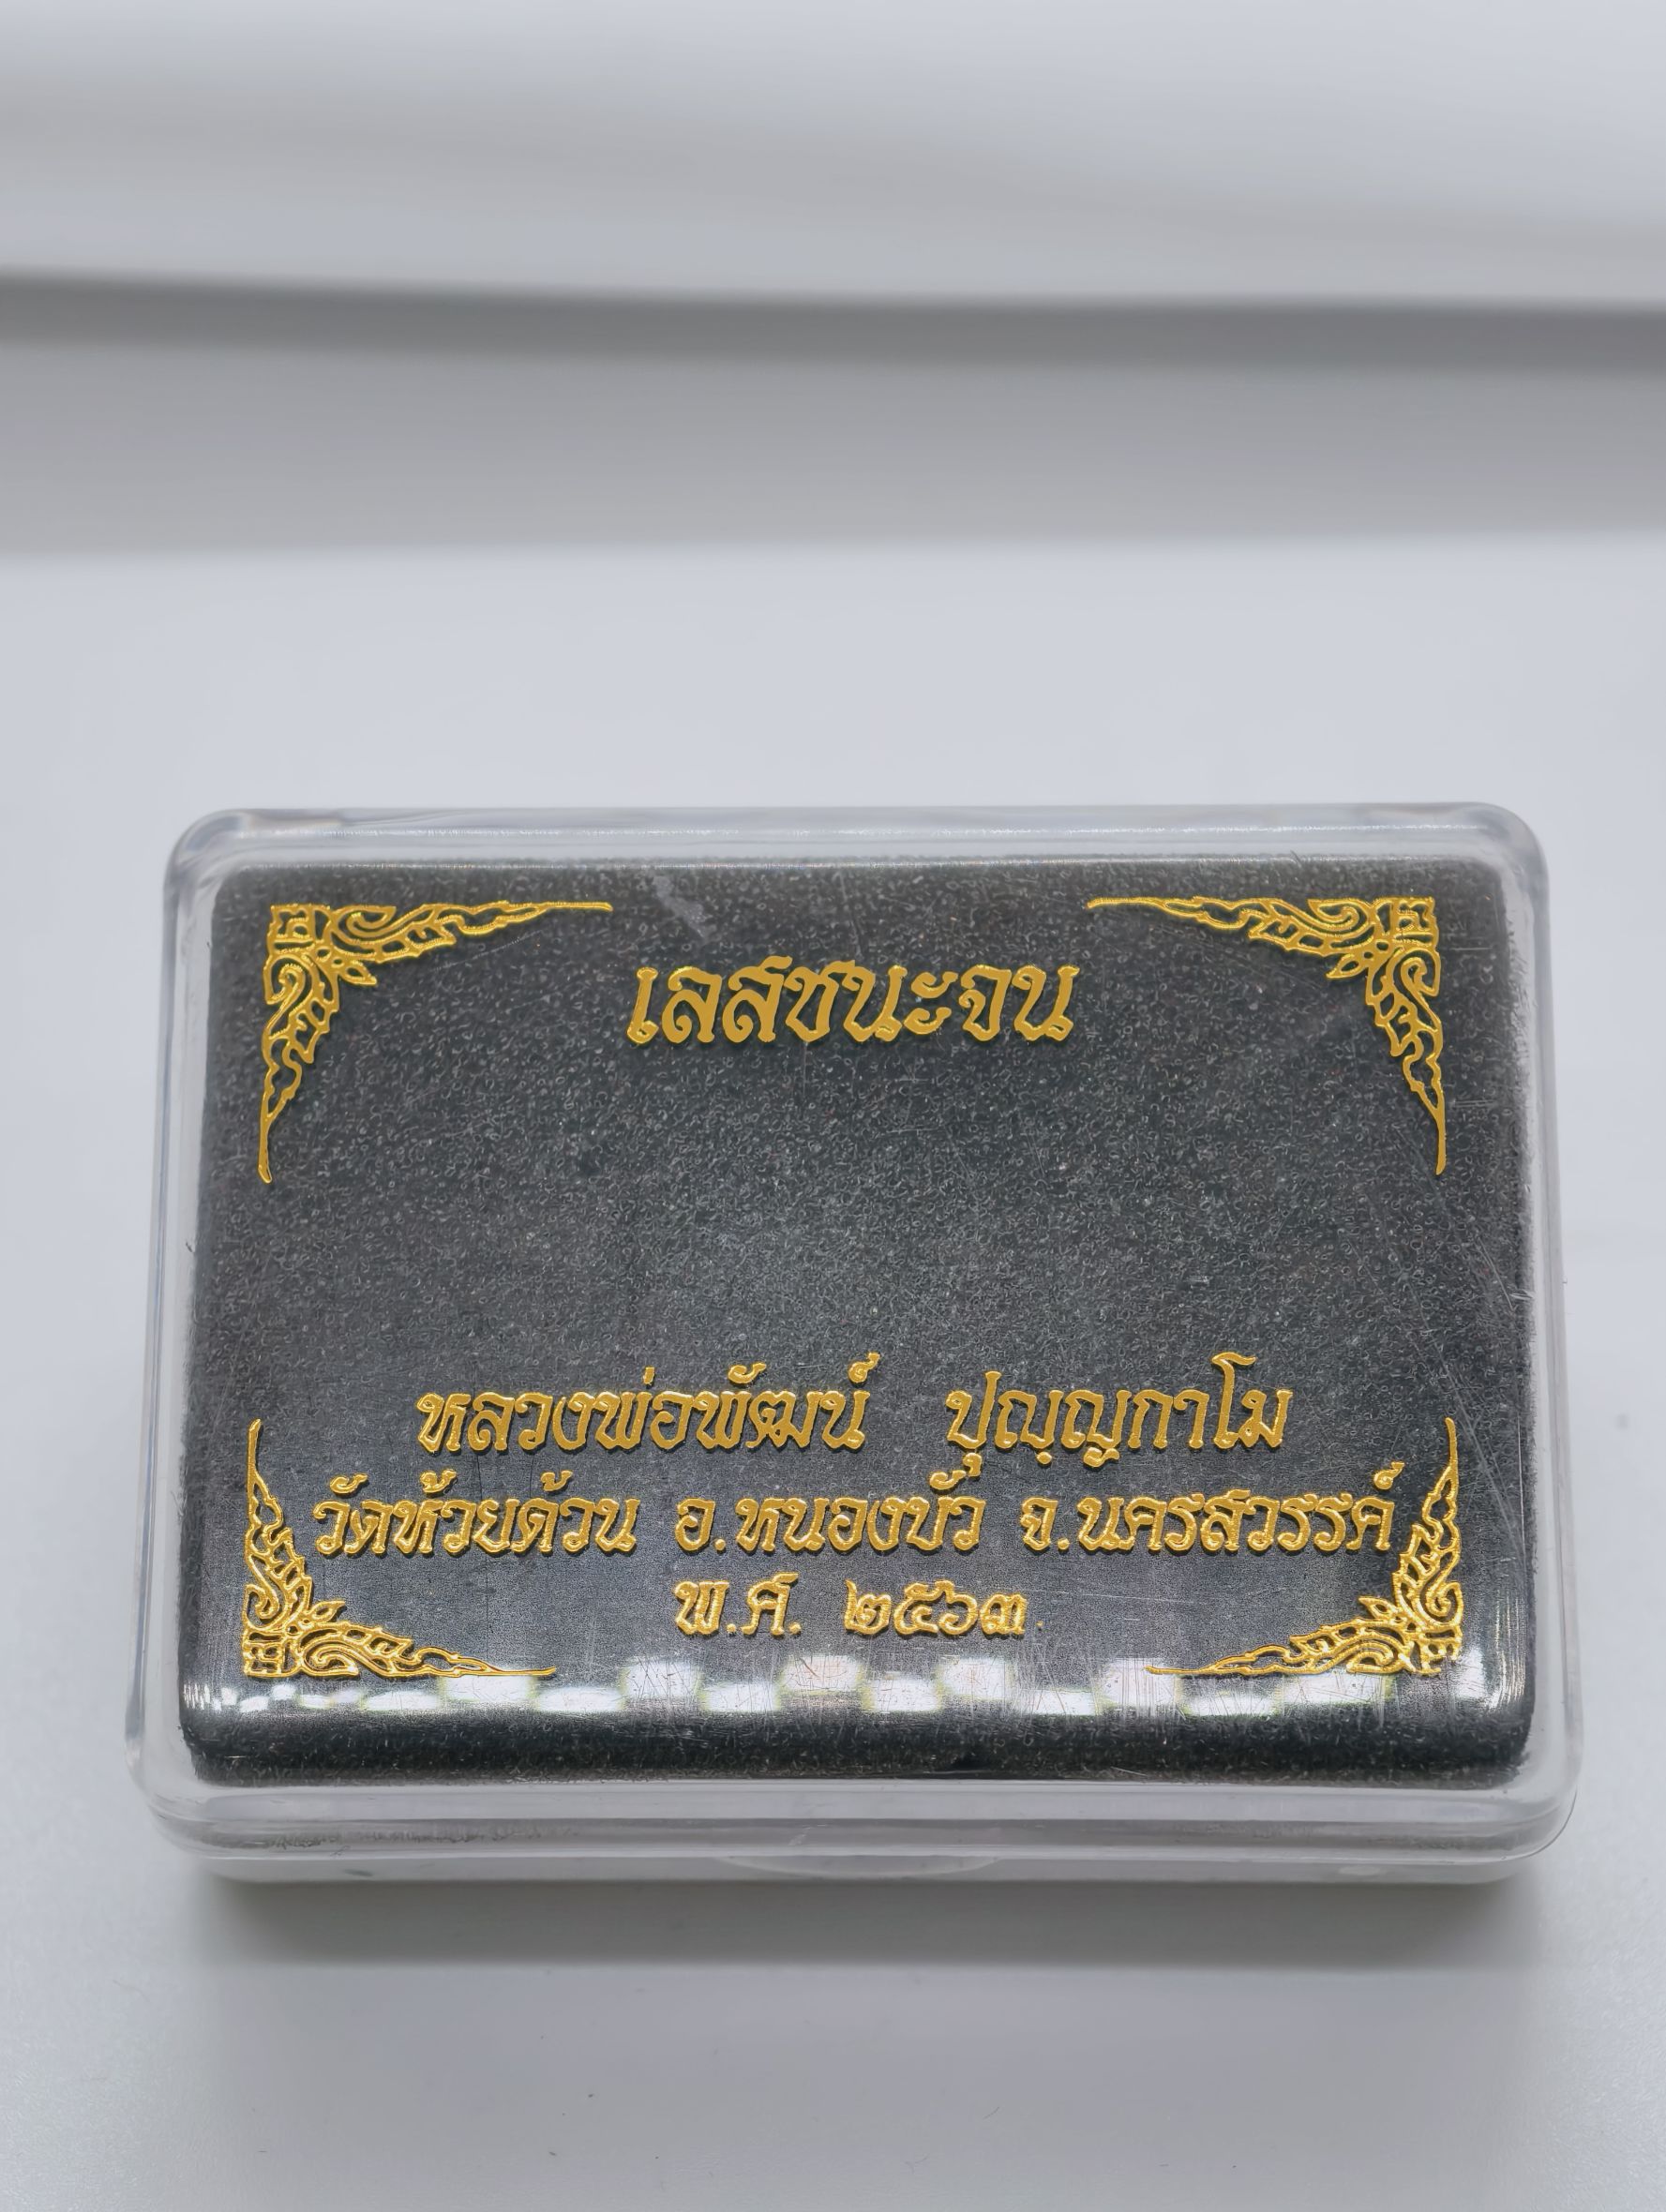 เลสชนะจน
หลวงพ่อพัฒน์ ปุญฺญกาโม
วัดห้วยด้วน อ.หนองบัว จ.นครสวรรค์
พ.ศ. ๒๕๖๓